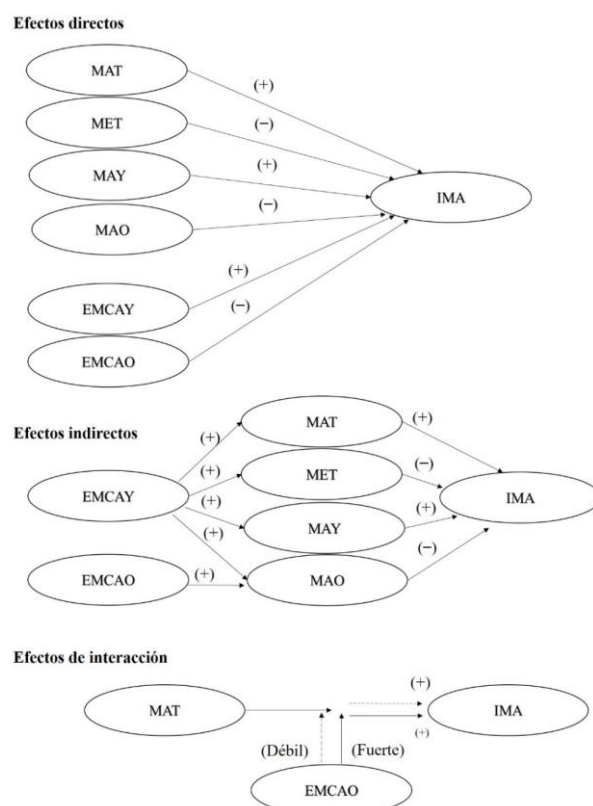 Efectos directos
MAT
(+)
MET
(−)
MAY
(+)
IMA
MAO
(−)
EMCAY
(+)
(−)
EMCAO
Efectos indirectos
MAT
(+)
(+)
MET
(−)
(+)
EMCAY
(+)
MAY
(+)
IMA
(+)
(−)
EMCAO
(+)
MAO
Efectos de interacción
(+)
MAT
IMA
(+)
(Débil)
(Fuerte)
EMCAO